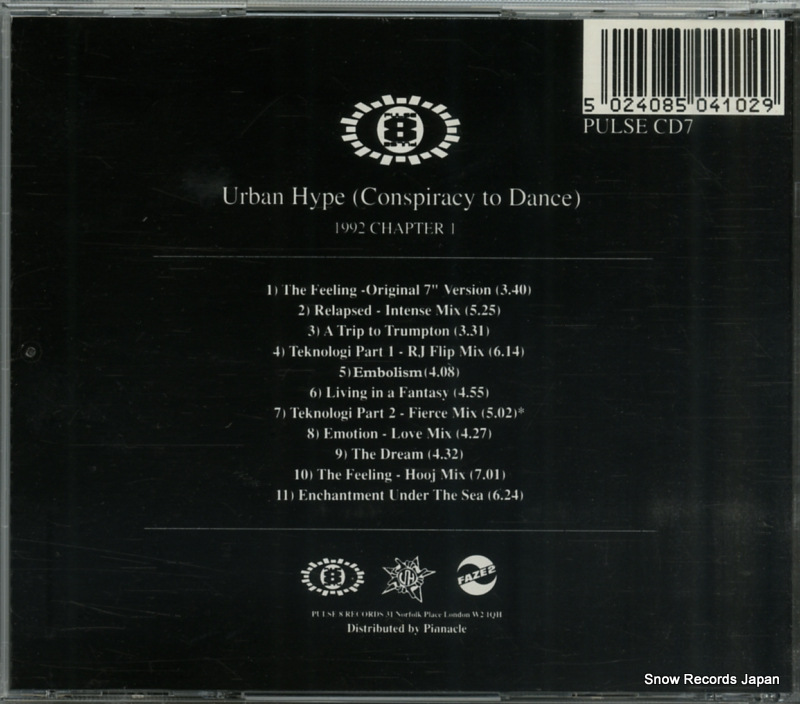 5 024085 041029
PULSE CD7
8
Urban Hype (Conspiracy to Dance)
1992 CHAPTER 1
1) The Feeling -Original 7" Version (3.40)
2) Relapsed - Intense Mix (5.25)
3) A Trip to Trumpton (3.31)
4) Teknologi Part 1 - RJ Flip Mix (6.14)
5) Embolism (4.08)
6) Living in a Fantasy (4.55)
7) Teknologi Part 2 - Fierce Mix (5.02)*
8) Emotion - Love Mix (4.27)
9) The Dream (4.32)
10) The Feeling - Hooj Mix (7.01)
11) Enchantment Under The Sea (6.24)
8 UH FAZE2
PULSE 8 RECORDS 31 Norfolk Place London W2 1QH
Distributed by Pinnacle
Snow Records Japan